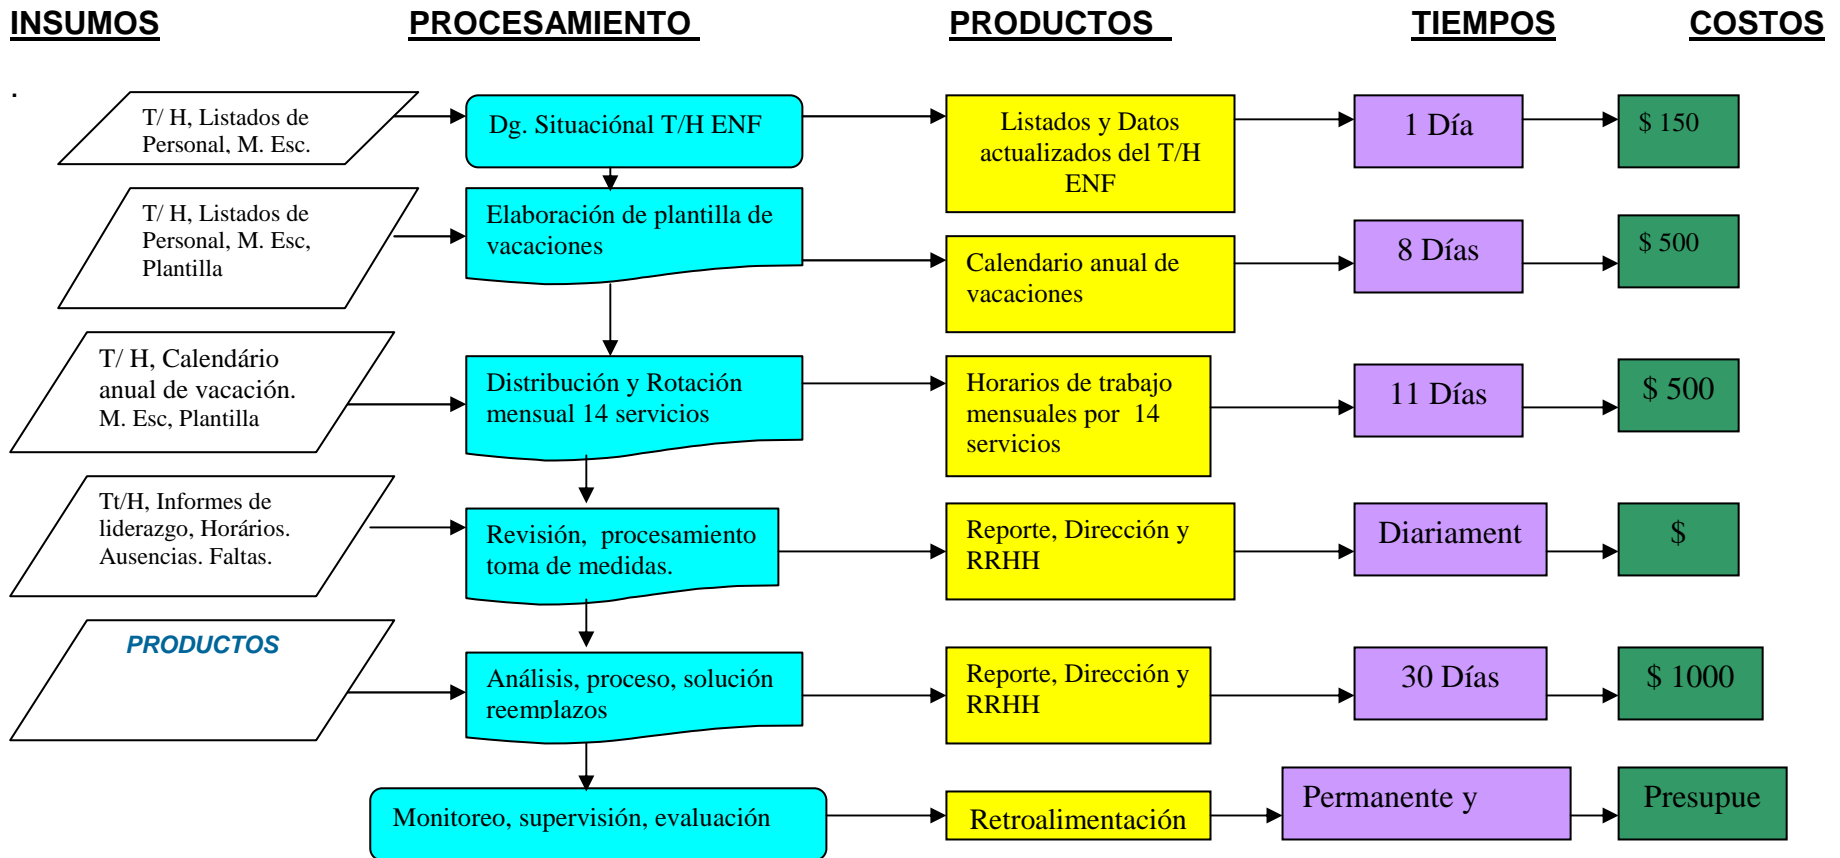 INSUMOS PROCESAMIENTO PRODUCTOS TIEMPOS COSTOS
.
T/ H, Listados de
Personal, M. Esc.
Dg. Situaciónal T/H ENF
Listados y Datos
actualizados del T/H
ENF
1 Día
$ 150
T/ H, Listados de
Personal, M. Esc,
Plantilla
Elaboración de plantilla de
vacaciones
Calendario anual de
vacaciones
8 Días
$ 500
T/ H, Calendário
anual de vacación.
M. Esc, Plantilla
Distribución y Rotación
mensual 14 servicios
Horarios de trabajo
mensuales por 14
servicios
11 Días
$ 500
Tt/H, Informes de
liderazgo, Horários.
Ausencias. Faltas.
Revisión, procesamiento
toma de medidas.
Reporte, Dirección y
RRHH
Diariament
$
PRODUCTOS
Análisis, proceso, solución
reemplazos
Reporte, Dirección y
RRHH
30 Días
$ 1000
Monitoreo, supervisión, evaluación
Retroalimentación
Permanente y
Presupue